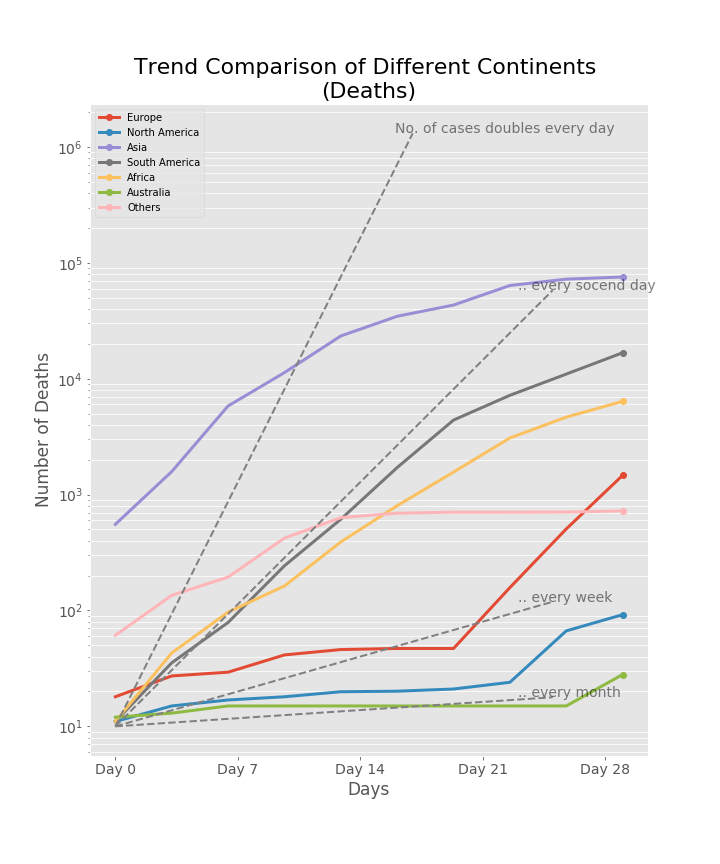 Trend Comparison of Different Continents
(Deaths)
Europe
North America
Asia
South America
Africa
Australia
Others
No. of cases doubles every day
.. every socend day
.. every week
.. every month
Number of Deaths
10^6
10^5
10^4
10^3
10^2
10^1
Day 0 Day 7 Day 14 Day 21 Day 28
Days